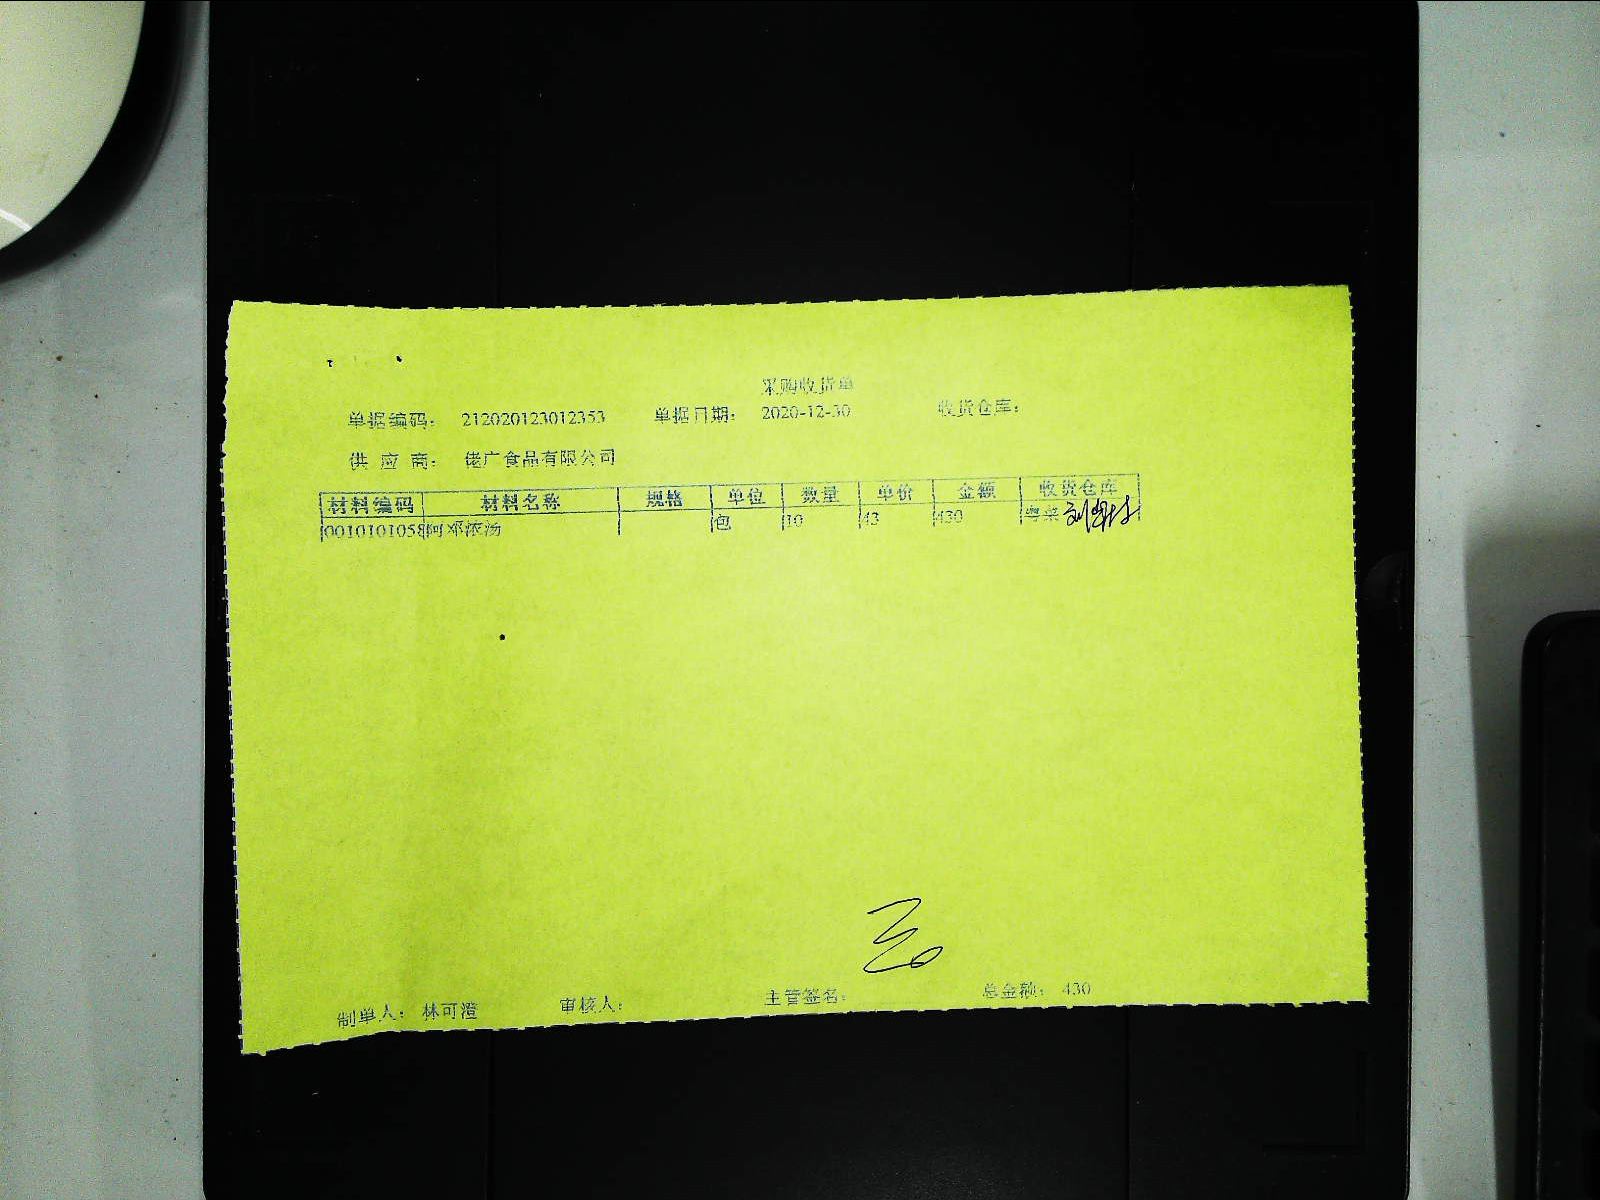 采购收货单
单据编码: 212020123012353 单据日期: 2020-12-30 收货仓库:
供应商: 佬广食品有限公司
材料编码 材料名称 规格 单位 数量 单价 金额 收货仓库
0010101058 阿邓浓汤 包 10 43 430 粤菜
制单人: 林可澄 审核人: 主管签名: 总金额: 430